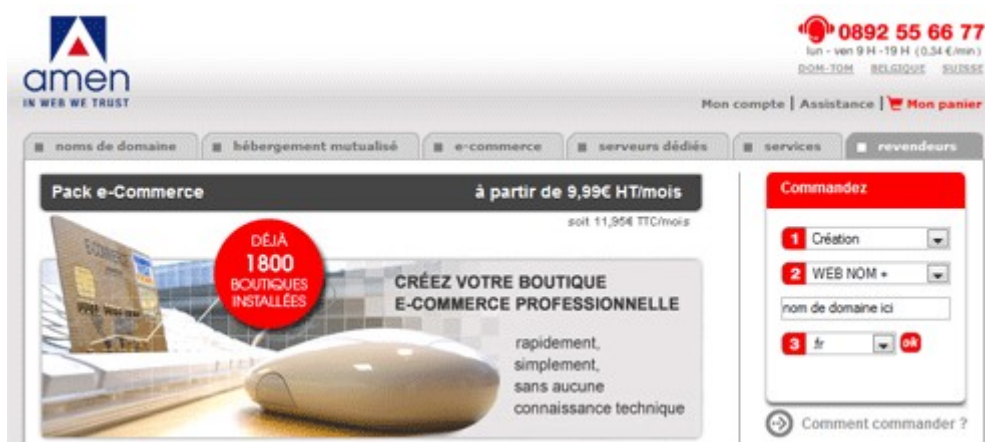 amen
IN WEB WE TRUST
0892 55 66 77
lun - ven 9 H -19 H (0,34 €/min)
DOM-TOM BELGIQUE SUISSE
Mon compte | Assistance | Mon panier
noms de domaine hébergement mutualisé e-commerce serveurs dédiés services revendeurs
Pack e-Commerce à partir de 9,99€ HT/mois
soit 11,95€ TTC/mois
E-COMMERCE
DÉJÀ
1800
BOUTIQUES
INSTALLÉES
CRÉEZ VOTRE BOUTIQUE
E-COMMERCE PROFESSIONNELLE
rapidement,
simplement,
sans aucune
connaissance technique
Commandez
1 Création
2 WEB NOM +
nom de domaine ici
3 .fr ok
Comment commander ?